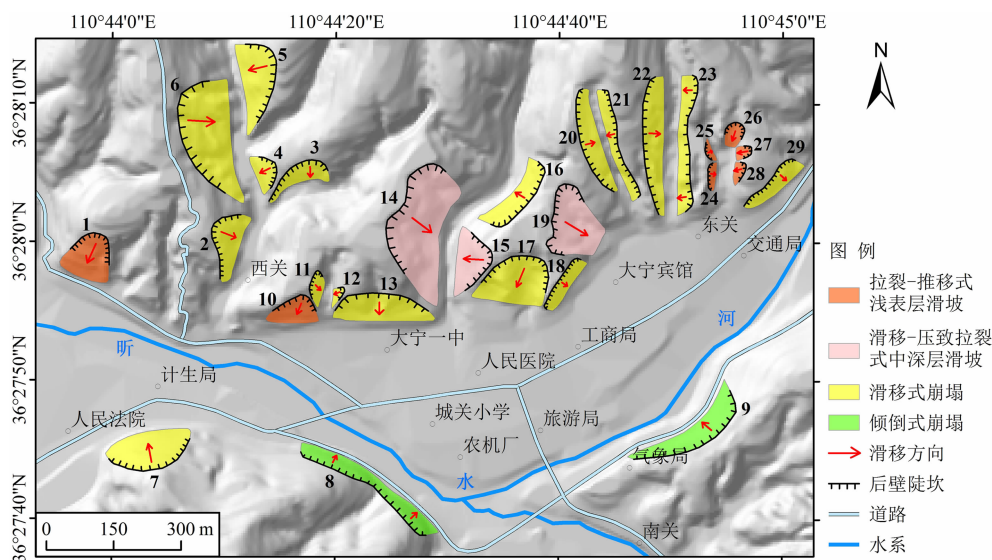 110°44'0"E
110°44'20"E
110°44'40"E
110°45'0"E
36°28'10"N
36°28'0"N
36°27'50"N
36°27'40"N
N
5
6
22
23
3
4
21
20
26
25
27
29
28
24
16
14
19
1
2
15
17
18
11
12
13
10
东关
交通局
西关
大宁宾馆
大宁一中
工商局
河
昕
人民医院
计生局
人民法院
城关小学
旅游局
农机厂
气象局
9
7
8
水
南关
0 150 300 m
图 例
拉裂-推移式
浅表层滑坡
滑移-压致拉裂
式中深层滑坡
滑移式崩塌
倾倒式崩塌
滑移方向
后壁陡坎
道路
水系